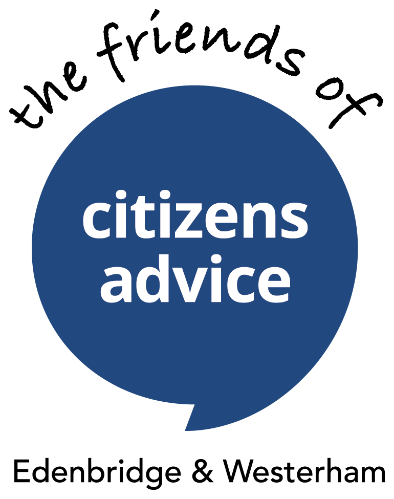 the friends of
citizens
advice
Edenbridge & Westerham